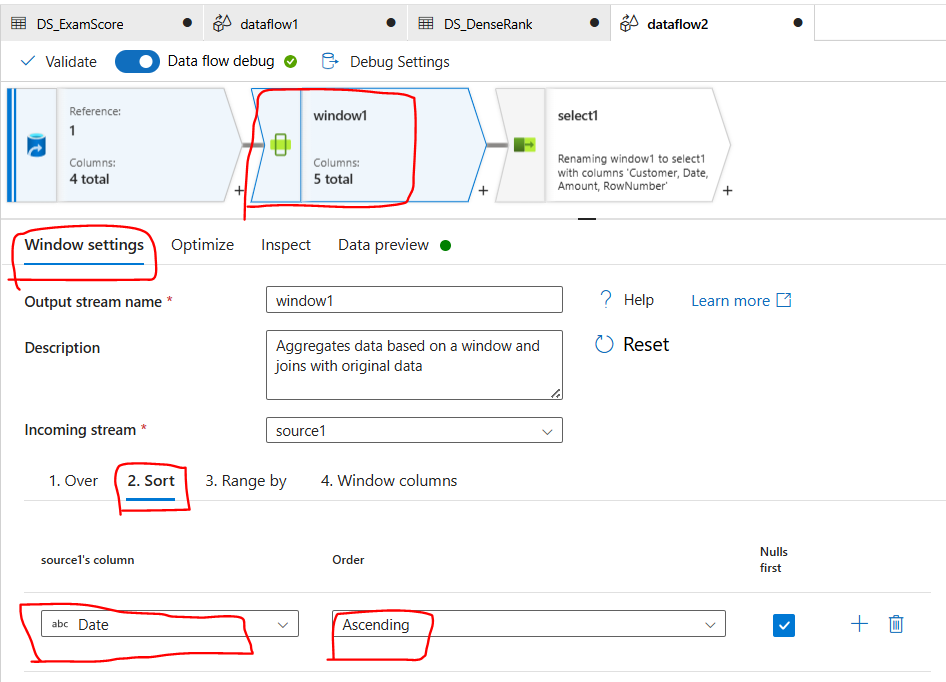 DS_ExamScore
dataflow1
DS_DenseRank
dataflow2
Validate
Data flow debug
Debug Settings
Reference:
1
Columns:
4 total
+
window1
Columns:
5 total
+
select1
Renaming window1 to select1
with columns 'Customer, Date,
Amount, RowNumber'
+
Window settings
Optimize
Inspect
Data preview
Output stream name *
window1
? Help
Learn more
Description
Aggregates data based on a window and
joins with original data
Reset
Incoming stream *
source1
1. Over
2. Sort
3. Range by
4. Window columns
source1's column
Order
Nulls
first
abc Date
Ascending
+